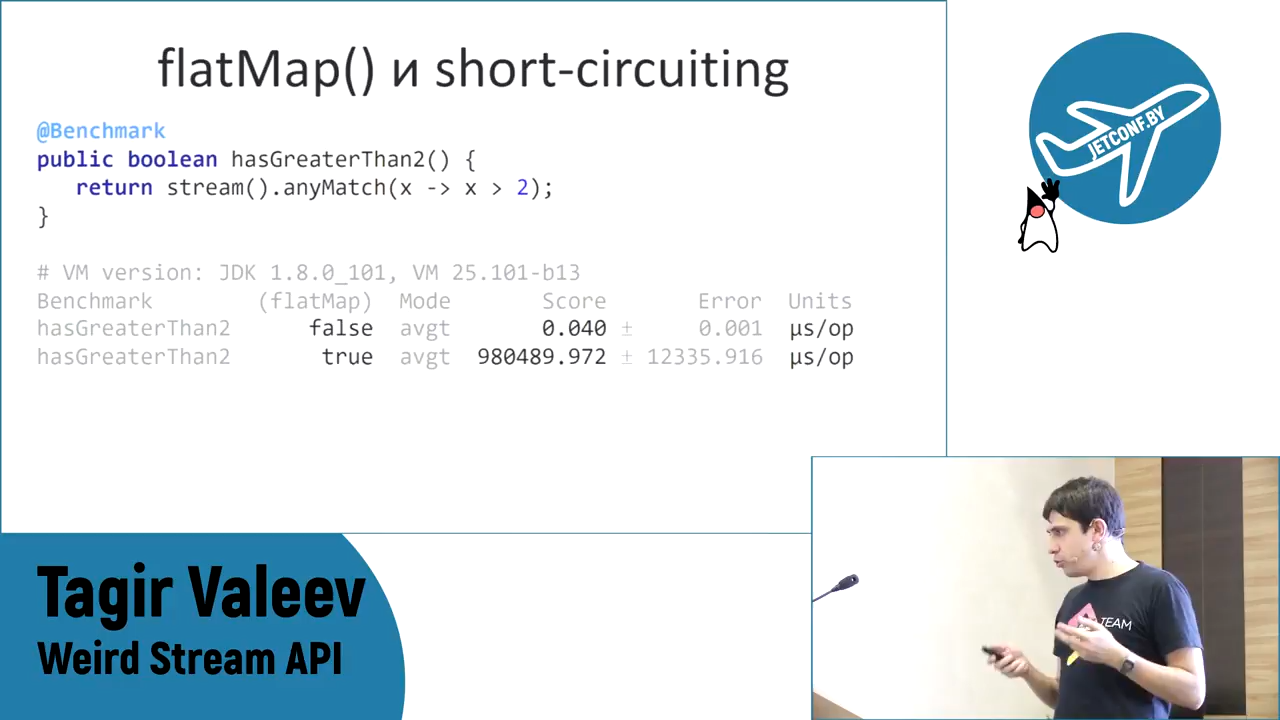 flatMap() и short-circuiting
@Benchmark
public boolean hasGreaterThan2() {
return stream().anyMatch(x -> x > 2);
}
# VM version: JDK 1.8.0_101, VM 25.101-b13
Benchmark (flatMap) Mode Score Error Units
hasGreaterThan2 false avgt 0.040 ± 0.001 µs/op
hasGreaterThan2 true avgt 980489.972 ± 12335.916 µs/op
JETCONF.BY
TEAM
Tagir Valeev
Weird Stream API